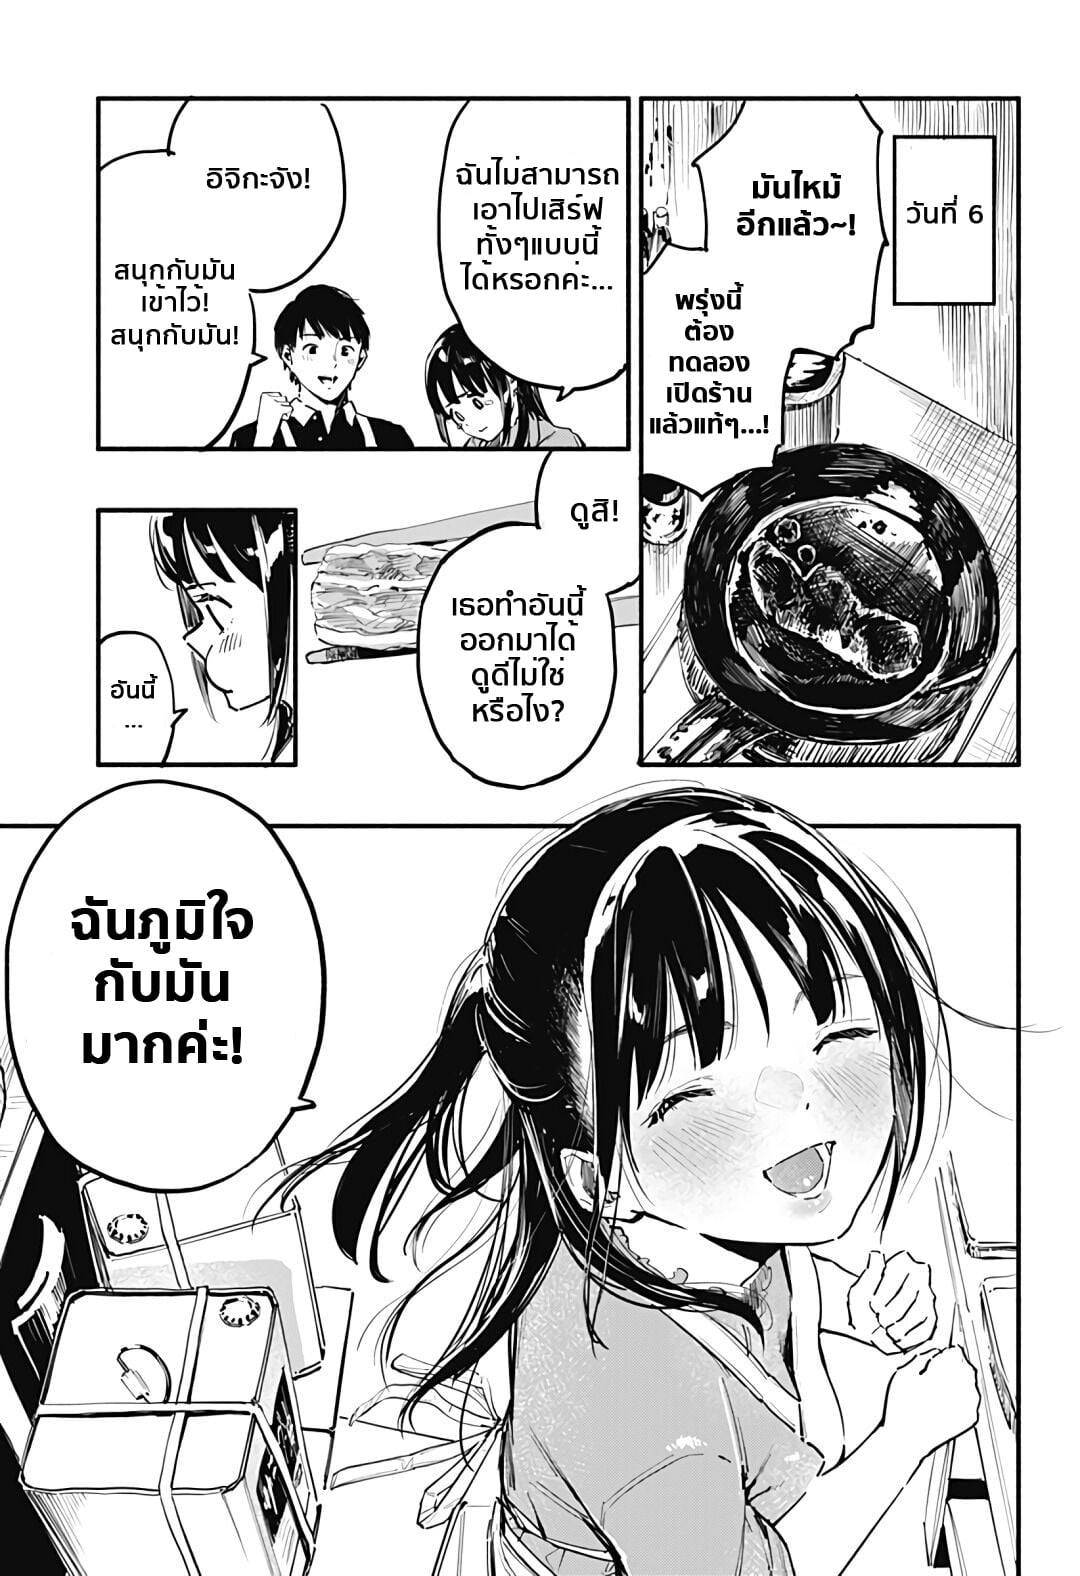 วันที่ 6
มันไหม้
อีกแล้ว~!
พรุ่งนี้
ต้อง
ทดลอง
เปิดร้าน
แล้วแท้ๆ...!
ฉันไม่สามารถ
เอาไปเสิร์ฟ
ทั้งๆแบบนี้
ได้หรอกค่ะ...
อิจิกะจัง!
สนุกกับมัน
เข้าไว้!
สนุกกับมัน!
ดูสิ!
เธอทำอันนี้
ออกมาได้
ดูดีไม่ใช่
หรือไง?
อันนี้
...
ฉันภูมิใจ
กับมัน
มากค่ะ!